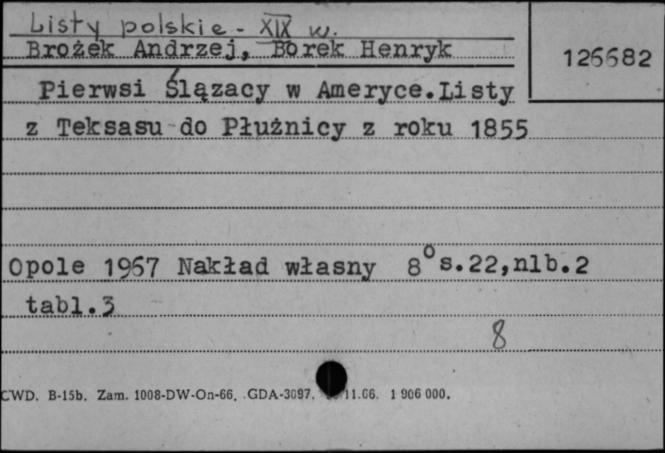 Listy polskie - XIX w.
Brożek Andrzej, Borek Henryk
126682
Pierwsi Ślązacy w Ameryce.Listy
z Teksasu do Płużnicy z roku 1855
Opole 1967 Nakład własny 8° s.22,nlb.2
tabl.3
8
CWD. B-15b. Zam. 1008-DW-On-66. GDA-3097. 11.66. 1 906 000.